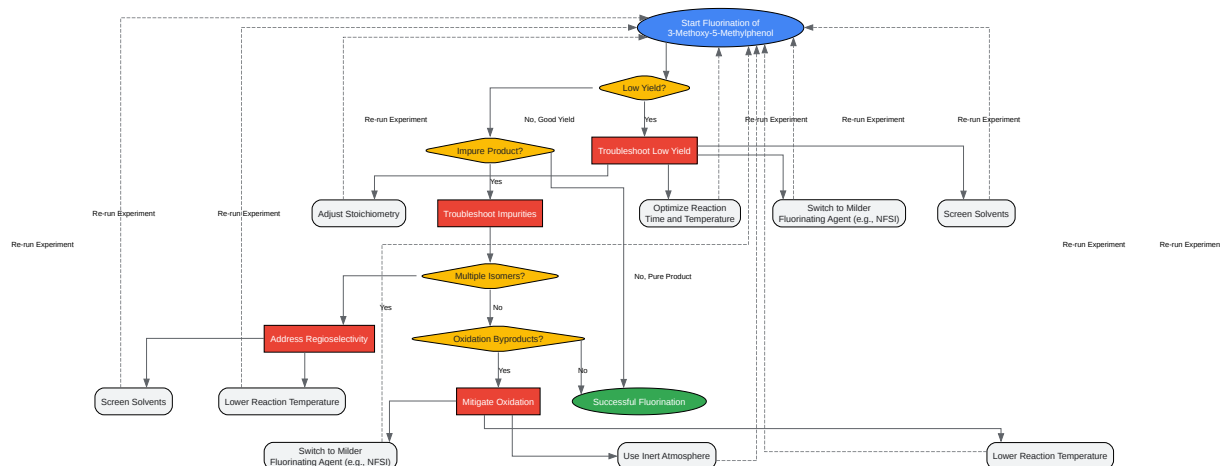 Start Fluorination of
3-Methoxy-5-Methylphenol
Low Yield?
Re-run Experiment
No, Good Yield
Yes
Re-run Experiment
Re-run Experiment
Re-run Experiment
Impure Product?
Troubleshoot Low Yield
Yes
Re-run Experiment
Re-run Experiment
Adjust Stoichiometry
Troubleshoot Impurities
Optimize Reaction
Time and Temperature
Switch to Milder
Fluorinating Agent (e.g., NFSI)
Screen Solvents
Re-run Experiment
Re-run Experiment
Re-run Experimen
Multiple Isomers?
No, Pure Product
Yes
No
Address Regioselectivity
Oxidation Byproducts?
Yes
No
Screen Solvents
Lower Reaction Temperature
Mitigate Oxidation
Successful Fluorination
Switch to Milder
Fluorinating Agent (e.g., NFSI)
Use Inert Atmosphere
Lower Reaction Temperature